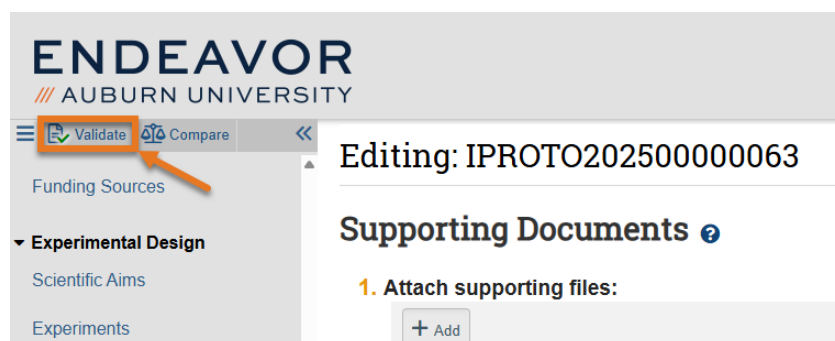 ENDEAVOR
/// AUBURN UNIVERSITY
Validate Compare
Funding Sources
Experimental Design
Scientific Aims
Experiments
Editing: IPROTO202500000063
Supporting Documents ?
1. Attach supporting files:
+ Add